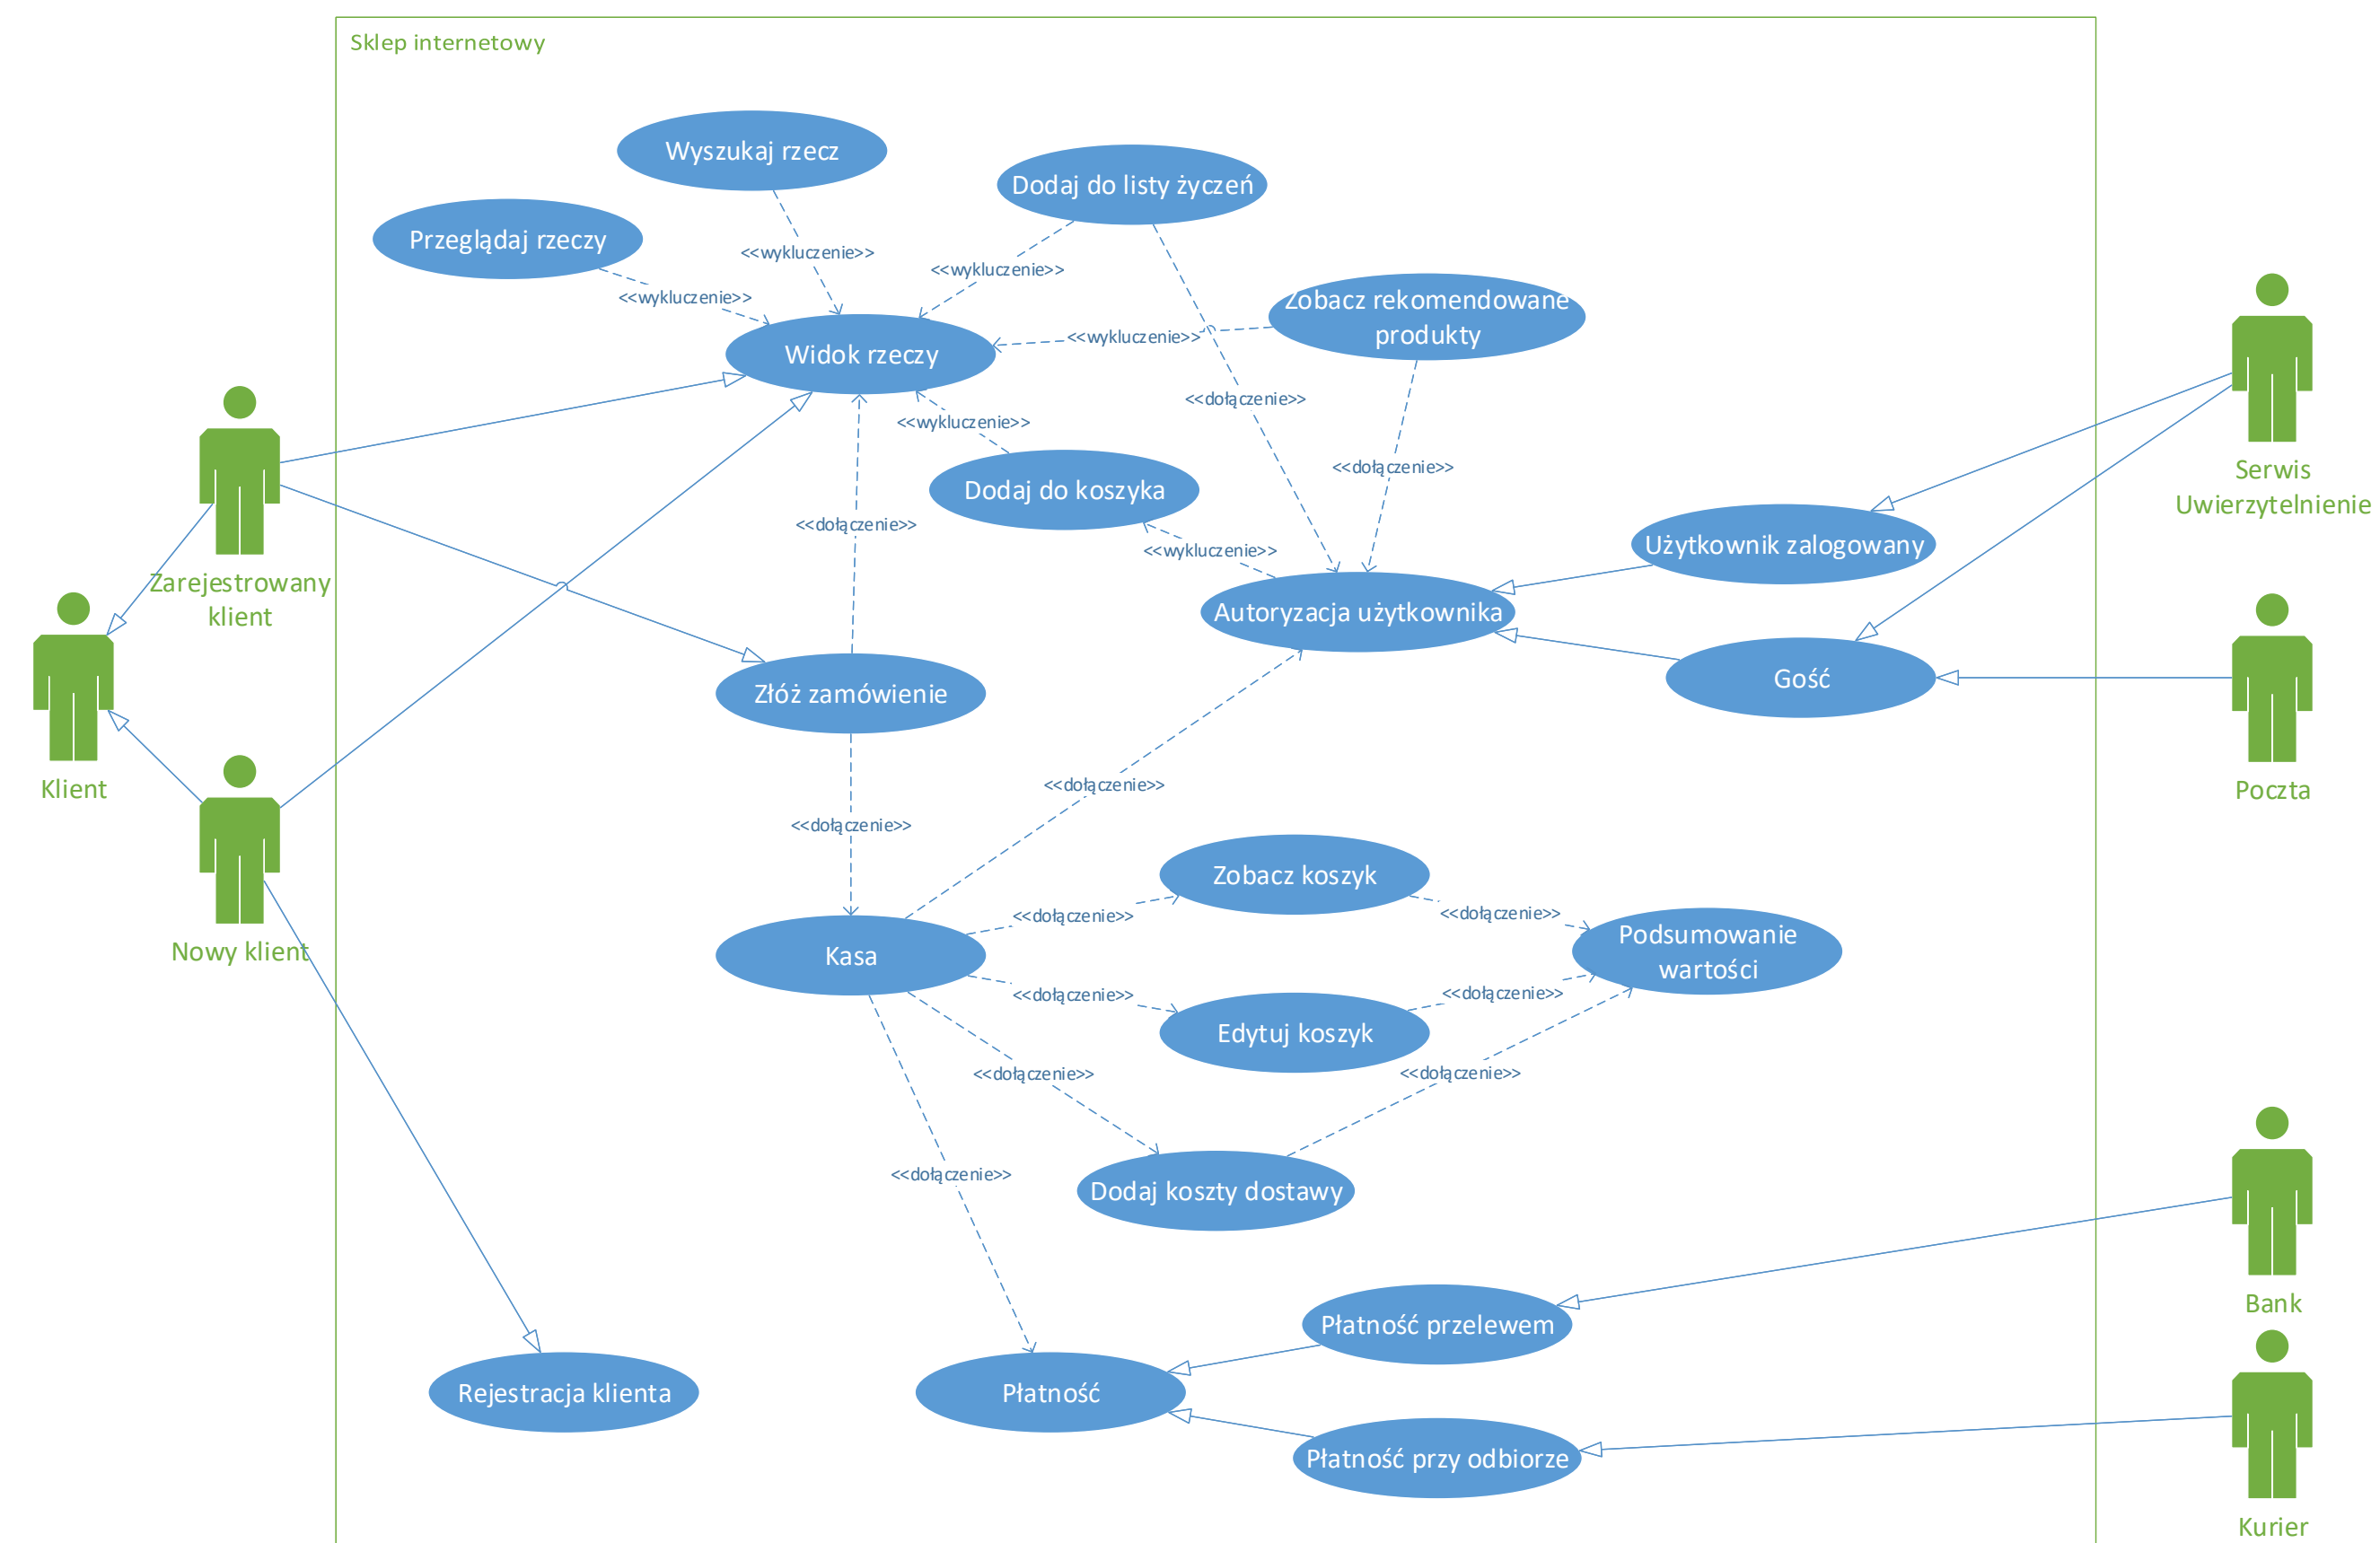 Sklep internetowy
Wyszukaj rzecz
Dodaj do listy życzeń
Przeglądaj rzeczy
<<wykluczenie>>
<<wykluczenie>>
<<wykluczenie>>
Zobacz rekomendowane
produkty
<<wykluczenie>>
Widok rzeczy
<<dołączenie>>
<<wykluczenie>>
<<dołączenie>>
Serwis
Uwierzytelnienie
Dodaj do koszyka
<<dołączenie>>
<<wykluczenie>>
Użytkownik zalogowany
Zarejestrowany
klient
Autoryzacja użytkownika
Gość
Złóż zamówienie
Klient
Poczta
<<dołączenie>>
<<dołączenie>>
Zobacz koszyk
<<dołączenie>>
<<dołączenie>>
Nowy klient
Kasa
Podsumowanie
wartości
<<dołączenie>>
<<dołączenie>>
Edytuj koszyk
<<dołączenie>>
<<dołączenie>>
<<dołączenie>>
Dodaj koszty dostawy
Bank
Płatność przelewem
Rejestracja klienta
Płatność
Płatność przy odbiorze
Kurier